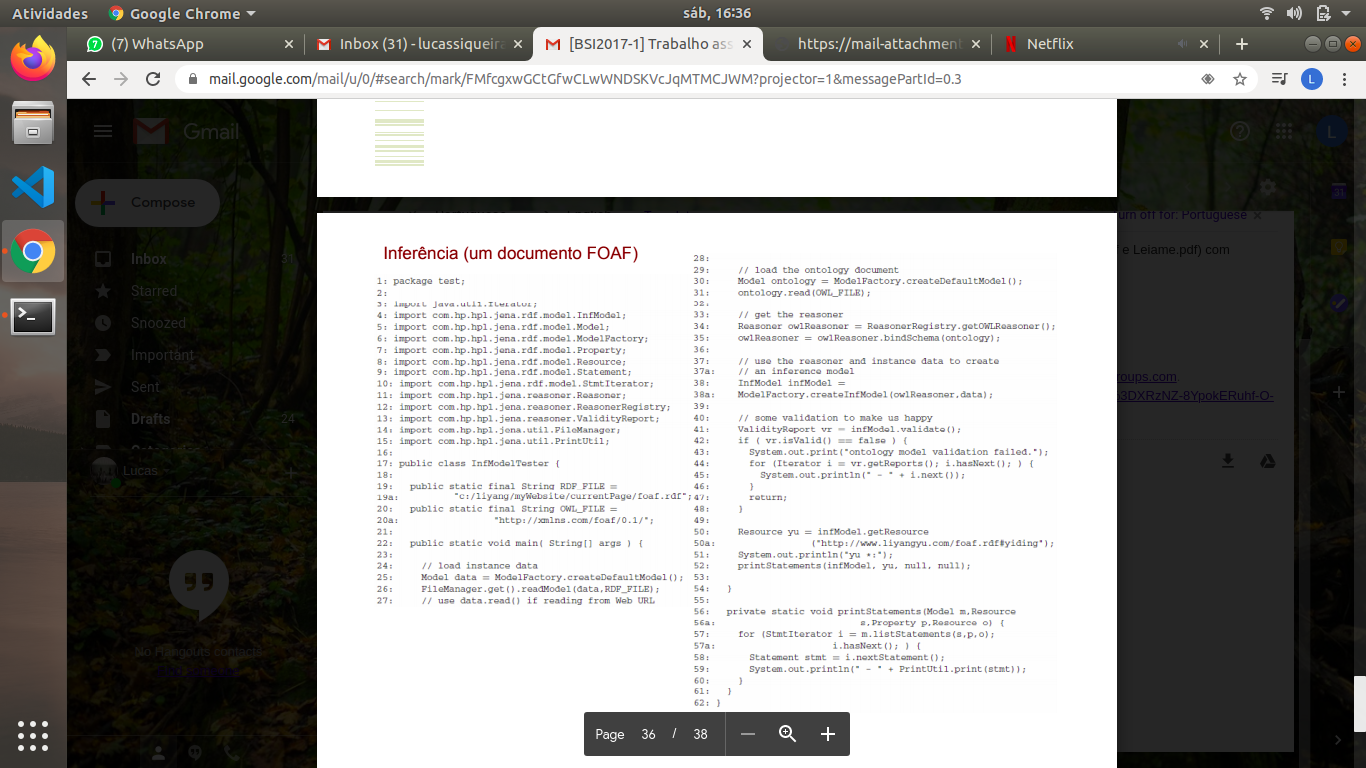 Atividades
Google Chrome
sáb, 16:36
(7) WhatsApp
Inbox (31) - lucassiqueira
[BSI2017-1] Trabalho ass
https://mail-attachment
Netflix
mail.google.com/mail/u/0/#search/mark/FMfcgxwGCtGfwCLwWNDSKVcJqMTMCJWM?projector=1&messagePartId=0.3
L
Gmail
L
Compose
urn off for: Portuguese
e Leiame.pdf) com
Inbox 31
Starred
Snoozed
Important
Sent
Drafts 24
Categories
Lucas
oups.com
3DXRzNZ-8YpokERuhf-O-
No Hangouts contacts
Inferência (um documento FOAF)
1: package test;
2:
3: import java.util.Iterator;
4: import com.hp.hpl.jena.rdf.model.InfModel;
5: import com.hp.hpl.jena.rdf.model.Model;
6: import com.hp.hpl.jena.rdf.model.ModelFactory;
7: import com.hp.hpl.jena.rdf.model.Property;
8: import com.hp.hpl.jena.rdf.model.Resource;
9: import com.hp.hpl.jena.rdf.model.Statement;
10: import com.hp.hpl.jena.rdf.model.StmtIterator;
11: import com.hp.hpl.jena.reasoner.Reasoner;
12: import com.hp.hpl.jena.reasoner.ReasonerRegistry;
13: import com.hp.hpl.jena.reasoner.ValidityReport;
14: import com.hp.hpl.jena.util.FileManager;
15: import com.hp.hpl.jena.util.PrintUtil;
16:
17: public class InfModelTester {
18:
19: public static final String RDF_FILE =
19a: "c:/liyang/myWebsite/currentPage/foaf.rdf";
20: public static final String OWL_FILE =
20a: "http://xmlns.com/foaf/0.1/";
21:
22: public static void main( String[] args ) {
23:
24: // load instance data
25: Model data = ModelFactory.createDefaultModel();
26: FileManager.get().readModel(data,RDF_FILE);
27: // use data.read() if reading from Web URL
28:
29: // load the ontology document
30: Model ontology = ModelFactory.createDefaultModel();
31: ontology.read(OWL_FILE);
32:
33: // get the reasoner
34: Reasoner owlReasoner = ReasonerRegistry.getOWLReasoner();
35: owlReasoner = owlReasoner.bindSchema(ontology);
36:
37: // use the reasoner and instance data to create
37a: // an inference model
38: InfModel infModel =
38a: ModelFactory.createInfModel(owlReasoner,data);
39:
40: // some validation to make us happy
41: ValidityReport vr = infModel.validate();
42: if ( vr.isValid() == false ) {
43: System.out.print("ontology model validation failed.");
44: for (Iterator i = vr.getReports(); i.hasNext(); ) {
45: System.out.println(" - " + i.next());
46: }
47: return;
48: }
49:
50: Resource yu = infModel.getResource
50a: ("http://www.liyangyu.com/foaf.rdf#yiding");
51: System.out.println("yu *:");
52: printStatements(infModel, yu, null, null);
53:
54: }
55:
56: private static void printStatements(Model m,Resource
56a: s,Property p,Resource o) {
57: for (StmtIterator i = m.listStatements(s,p,o);
57a: i.hasNext(); ) {
58: Statement stmt = i.nextStatement();
59: System.out.println(" - " + PrintUtil.print(stmt));
60: }
61: }
62: }
Page 36 / 38